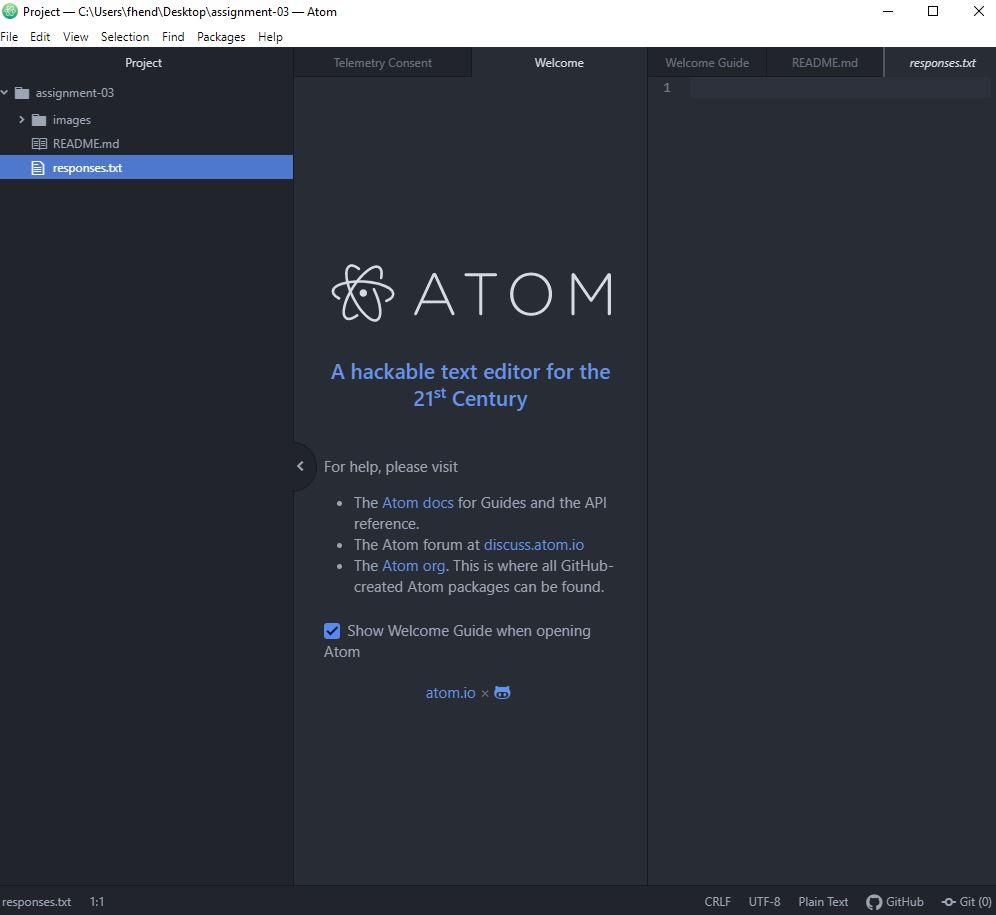 Project — C:\Users\fhend\Desktop\assignment-03 — Atom
File Edit View Selection Find Packages Help
Project
Telemetry Consent
Welcome
Welcome Guide
README.md
responses.txt
assignment-03
images
README.md
responses.txt
1
ATOM
A hackable text editor for the
21st Century
For help, please visit
• The Atom docs for Guides and the API
reference.
• The Atom forum at discuss.atom.io
• The Atom org. This is where all GitHub-
created Atom packages can be found.
Show Welcome Guide when opening
Atom
atom.io ×
responses.txt 1:1
CRLF UTF-8 Plain Text GitHub Git (0)